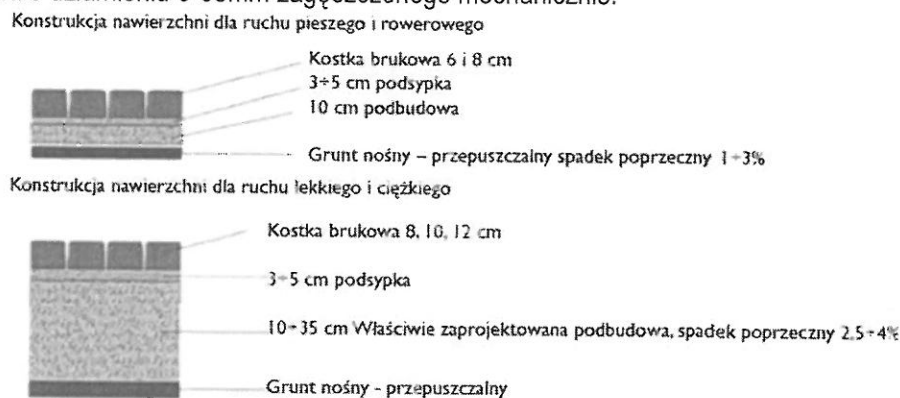 Konstrukcja nawierzchni dla ruchu pieszego i rowerowego
Kostka brukowa 6 i 8 cm
3÷5 cm podsypka
10 cm podbudowa
Grunt nośny – przepuszczalny spadek poprzeczny 1÷3%
Konstrukcja nawierzchni dla ruchu lekkiego i ciężkiego
Kostka brukowa 8, 10, 12 cm
3÷5 cm podsypka
10÷35 cm Właściwie zaprojektowana podbudowa, spadek poprzeczny 2,5÷4%
Grunt nośny - przepuszczalny